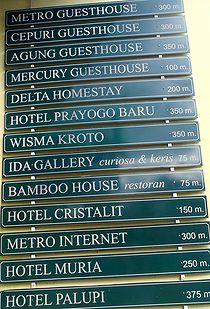 METRO GUESTHOUSE 300 m.
CEPURI GUESTHOUSE 300 m.
AGUNG GUESTHOUSE 350 m.
MERCURY GUESTHOUSE 100 m.
DELTA HOMESTAY 200 m.
HOTEL PRAYOGO BARU 350 m.
WISMA KROTO 350 m.
IDA GALLERY curiosa & keris 75 m.
BAMBOO HOUSE restoran 75 m.
HOTEL CRISTALIT 150 m.
METRO INTERNET 300 m.
HOTEL MURIA 250 m.
HOTEL PALUPI 375 m